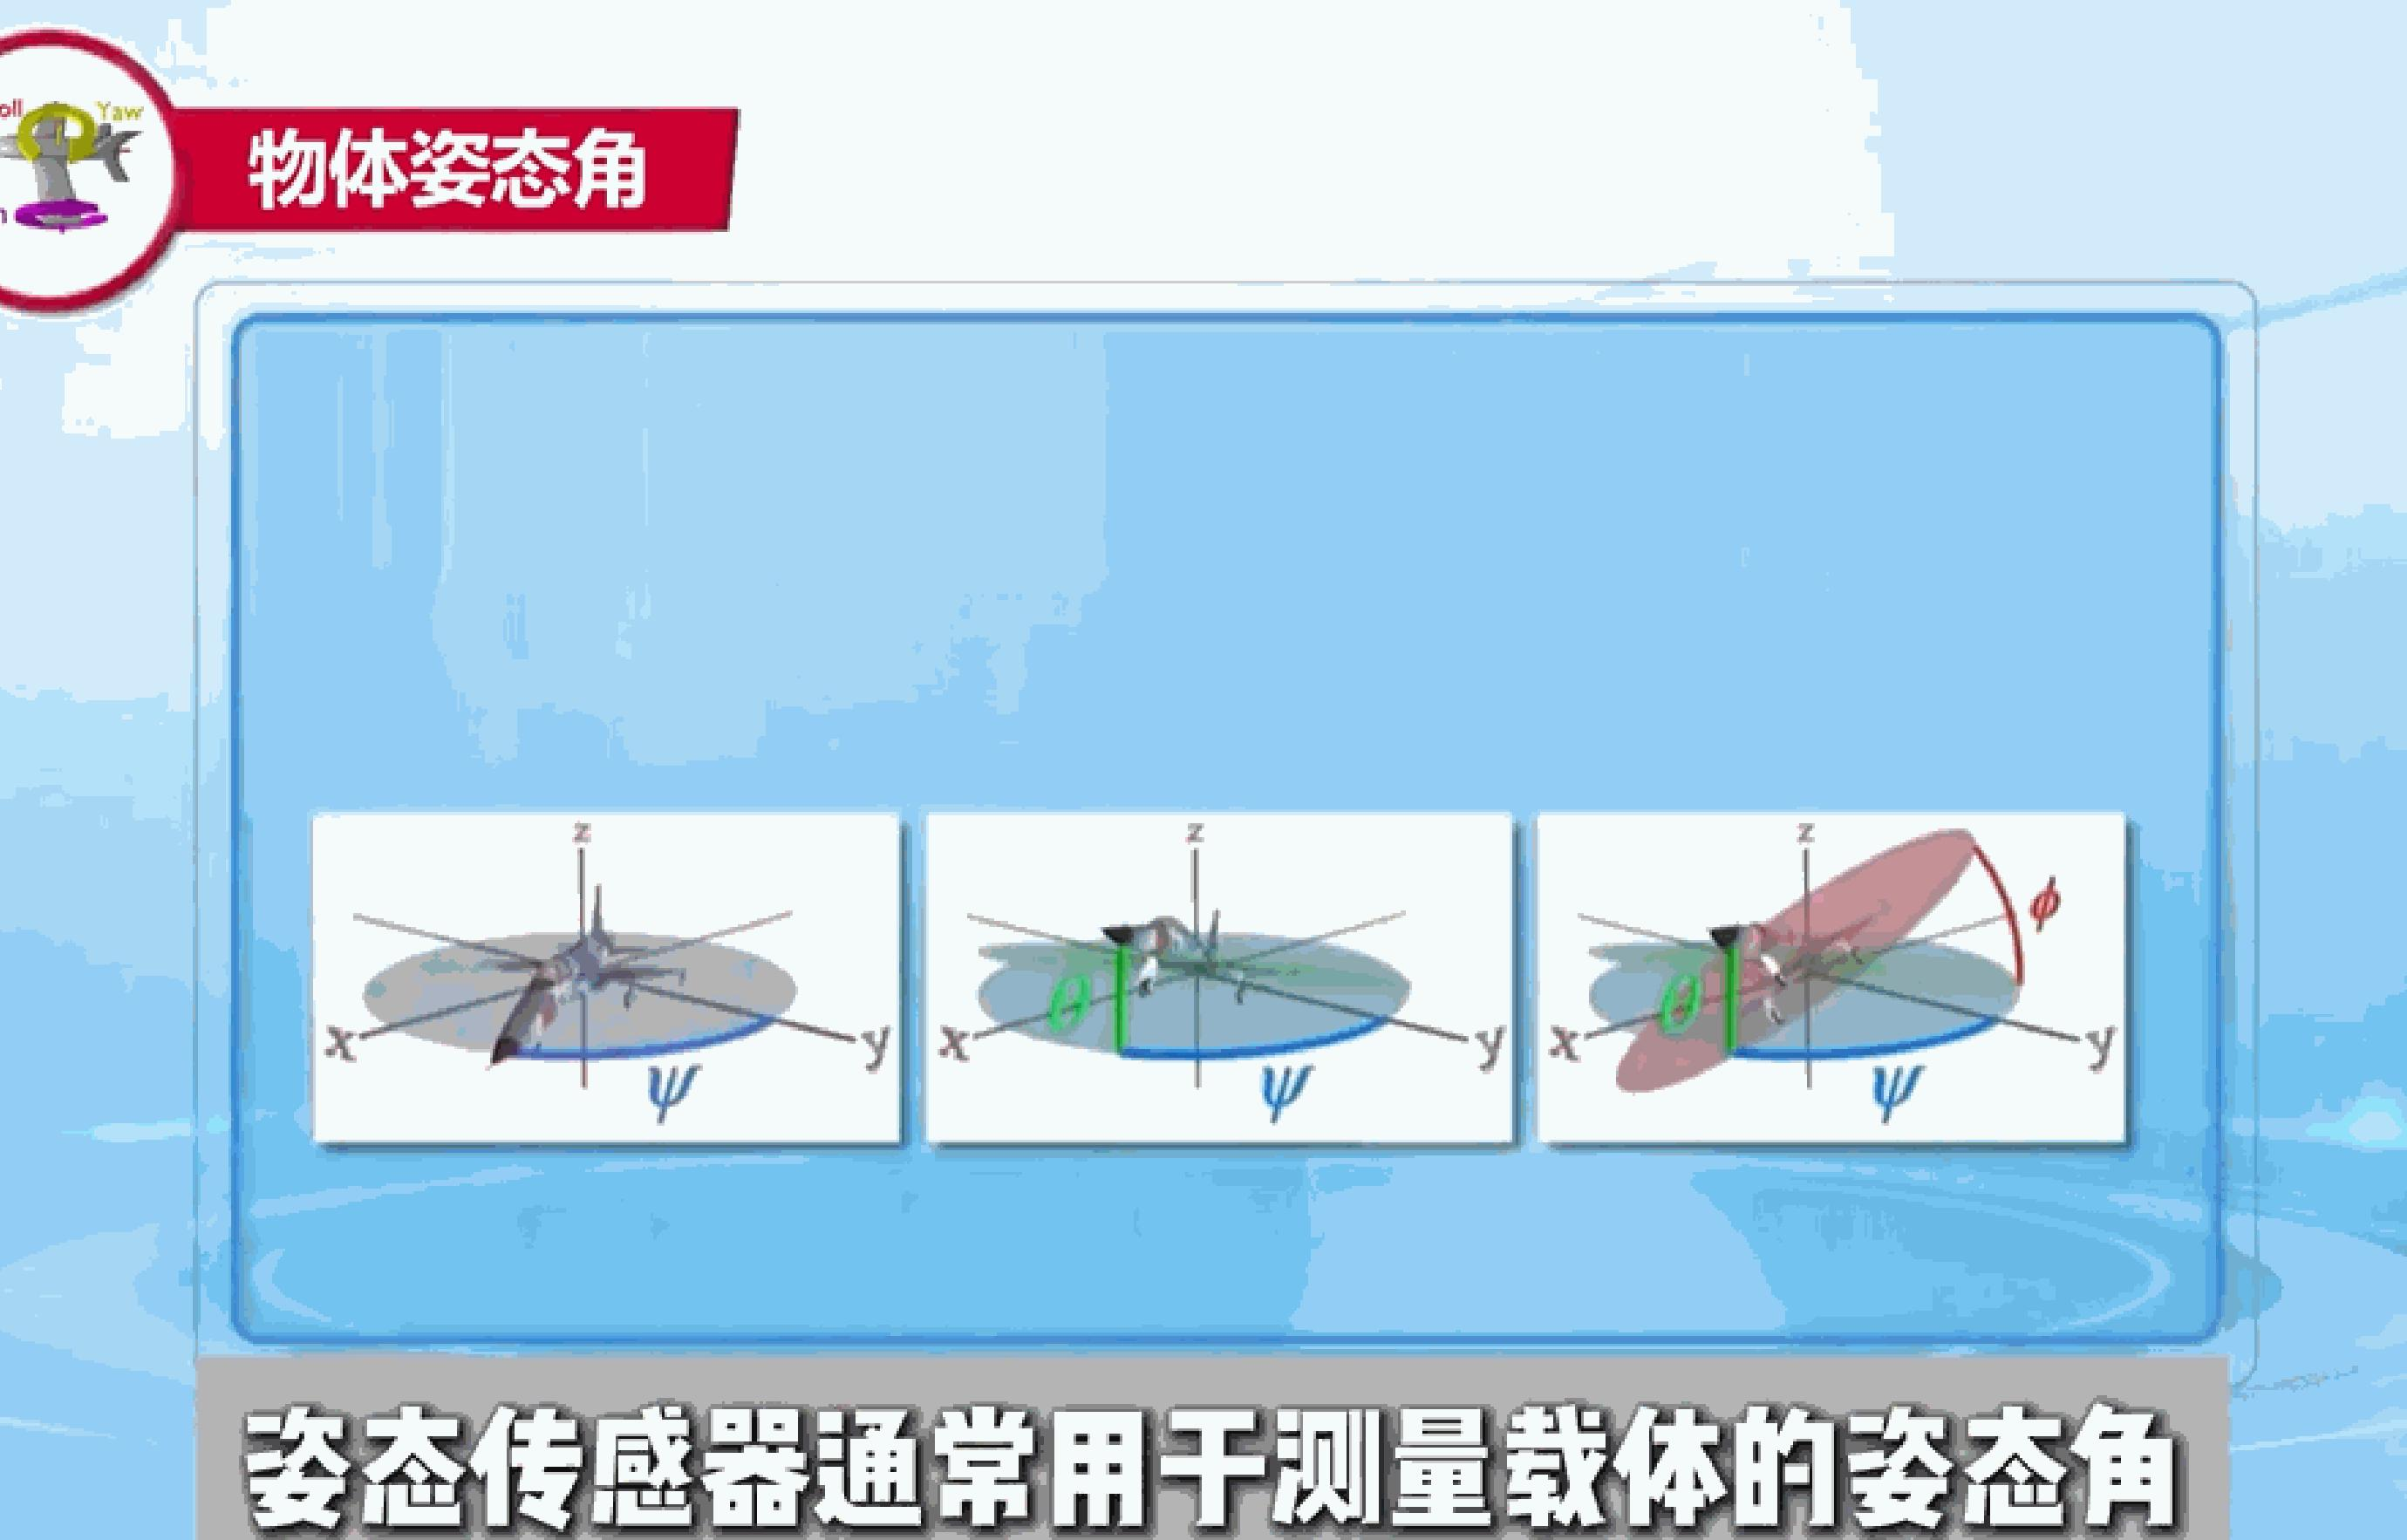 oll Yaw
物体姿态角
z z z
ϕ
θ θ
x y x y x y
ψ ψ ψ
姿态传感器通常用于测量载体的姿态角